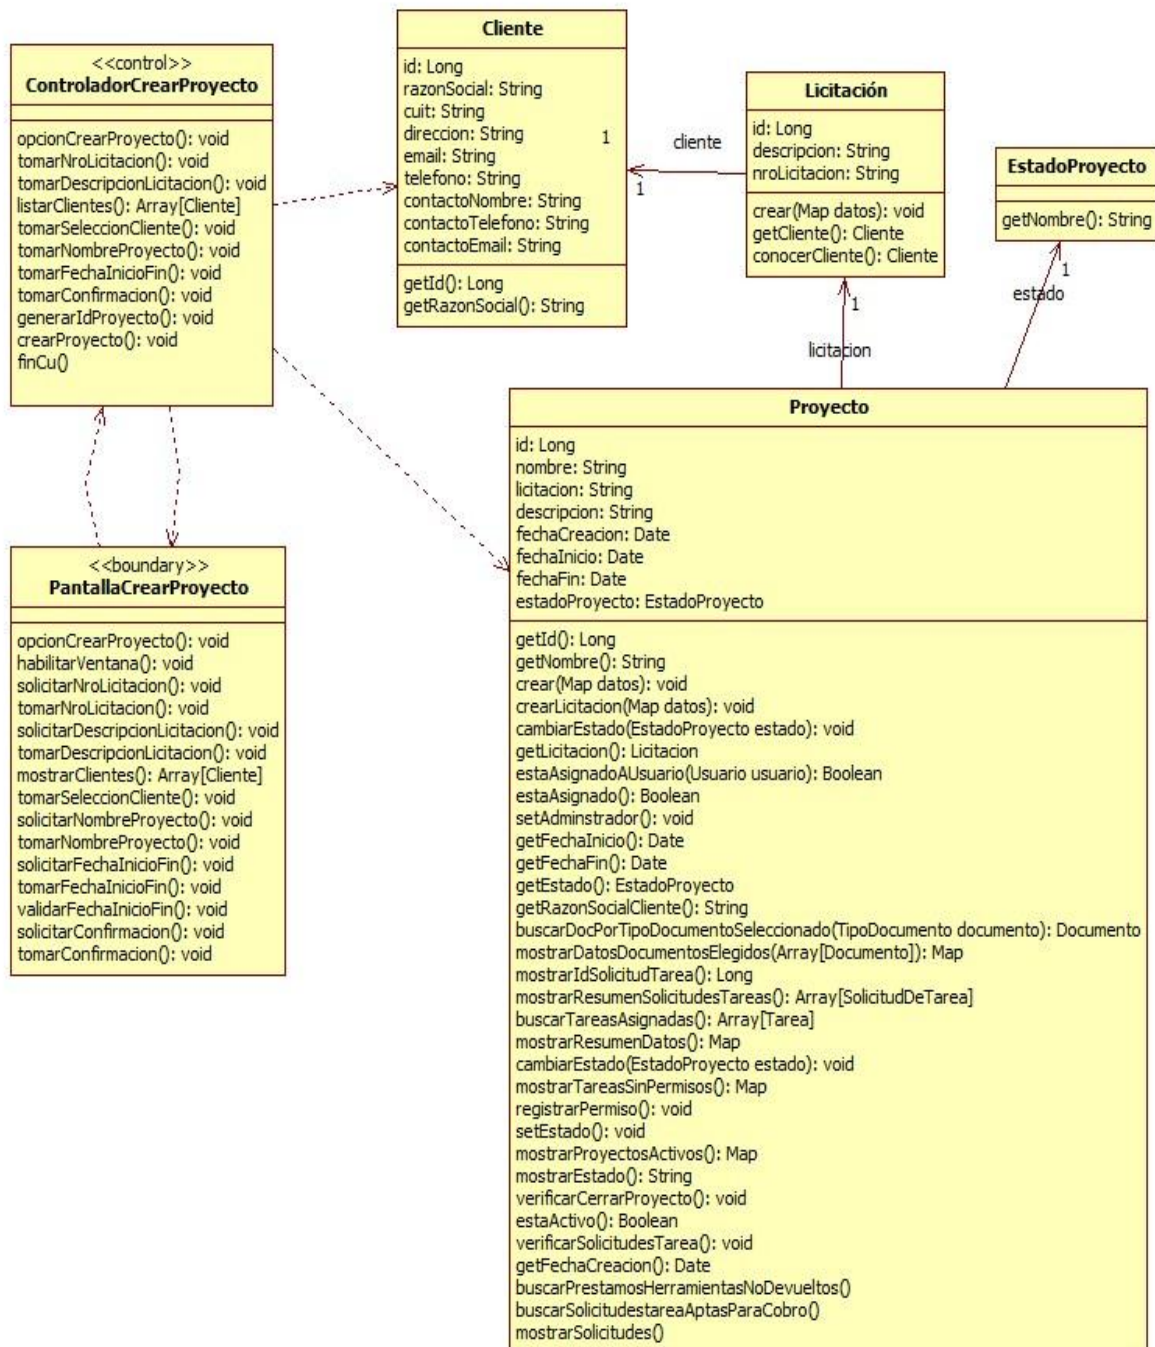 <<control>>
ControladorCrearProyecto
opcionCrearProyecto(): void
tomarNroLicitacion(): void
tomarDescripcionLicitacion(): void
listarClientes(): Array[Cliente]
tomarSeleccionCliente(): void
tomarNombreProyecto(): void
tomarFechaInicioFin(): void
tomarConfirmacion(): void
generarIdProyecto(): void
crearProyecto(): void
finCu()
Cliente
id: Long
razonSocial: String
cuit: String
direccion: String
email: String
telefono: String
contactoNombre: String
contactoTelefono: String
contactoEmail: String
getId(): Long
getRazonSocial(): String
1
cliente
1
Licitación
id: Long
descripcion: String
nroLicitacion: String
crear(Map datos): void
getCliente(): Cliente
conocerCliente(): Cliente
EstadoProyecto
getNombre(): String
1
estado
1
licitacion
<<boundary>>
PantallaCrearProyecto
opcionCrearProyecto(): void
habilitarVentana(): void
solicitarNroLicitacion(): void
tomarNroLicitacion(): void
solicitarDescripcionLicitacion(): void
tomarDescripcionLicitacion(): void
mostrarClientes(): Array[Cliente]
tomarSeleccionCliente(): void
solicitarNombreProyecto(): void
tomarNombreProyecto(): void
solicitarFechaInicioFin(): void
tomarFechaInicioFin(): void
validarFechaInicioFin(): void
solicitarConfirmacion(): void
tomarConfirmacion(): void
Proyecto
id: Long
nombre: String
licitacion: String
descripcion: String
fechaCreacion: Date
fechaInicio: Date
fechaFin: Date
estadoProyecto: EstadoProyecto
getId(): Long
getNombre(): String
crear(Map datos): void
crearLicitacion(Map datos): void
cambiarEstado(EstadoProyecto estado): void
getLicitacion(): Licitacion
estaAsignadoAUsuario(Usuario usuario): Boolean
estaAsignado(): Boolean
setAdminstrador(): void
getFechaInicio(): Date
getFechaFin(): Date
getEstado(): EstadoProyecto
getRazonSocialCliente(): String
buscarDocPorTipoDocumentoSeleccionado(TipoDocumento documento): Documento
mostrarDatosDocumentosElegidos(Array[Documento]): Map
mostrarIdSolicitudTarea(): Long
mostrarResumenSolicitudesTareas(): Array[SolicitudDeTarea]
buscarTareasAsignadas(): Array[Tarea]
mostrarResumenDatos(): Map
cambiarEstado(EstadoProyecto estado): void
mostrarTareasSinPermisos(): Map
registrarPermiso(): void
setEstado(): void
mostrarProyectosActivos(): Map
mostrarEstado(): String
verificarCerrarProyecto(): void
estaActivo(): Boolean
verificarSolicitudesTarea(): void
getFechaCreacion(): Date
buscarPrestamosHerramientasNoDevueltos()
buscarSolicitudestareaAptasParaCobro()
mostrarSolicitudes()